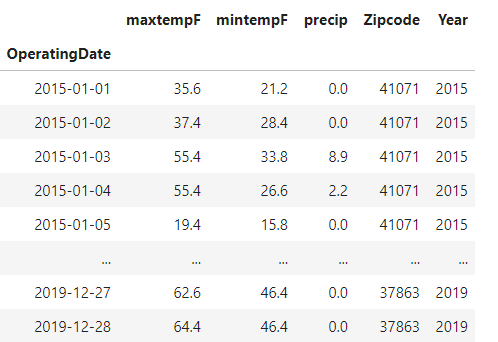 maxtempF mintempF precip Zipcode Year
OperatingDate
2015-01-01 35.6 21.2 0.0 41071 2015
2015-01-02 37.4 28.4 0.0 41071 2015
2015-01-03 55.4 33.8 8.9 41071 2015
2015-01-04 55.4 26.6 2.2 41071 2015
2015-01-05 19.4 15.8 0.0 41071 2015
... ... ... ... ... ...
2019-12-27 62.6 46.4 0.0 37863 2019
2019-12-28 64.4 46.4 0.0 37863 2019